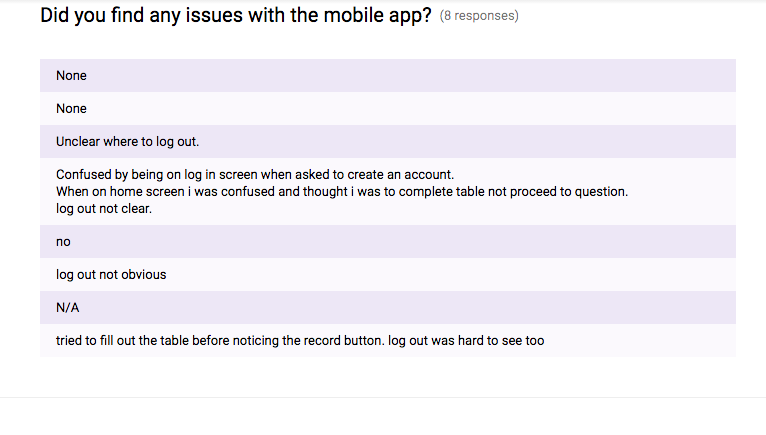 Did you find any issues with the mobile app? (8 responses)
None
None
Unclear where to log out.
Confused by being on log in screen when asked to create an account.
When on home screen i was confused and thought i was to complete table not proceed to question.
log out not clear.
no
log out not obvious
N/A
tried to fill out the table before noticing the record button. log out was hard to see too